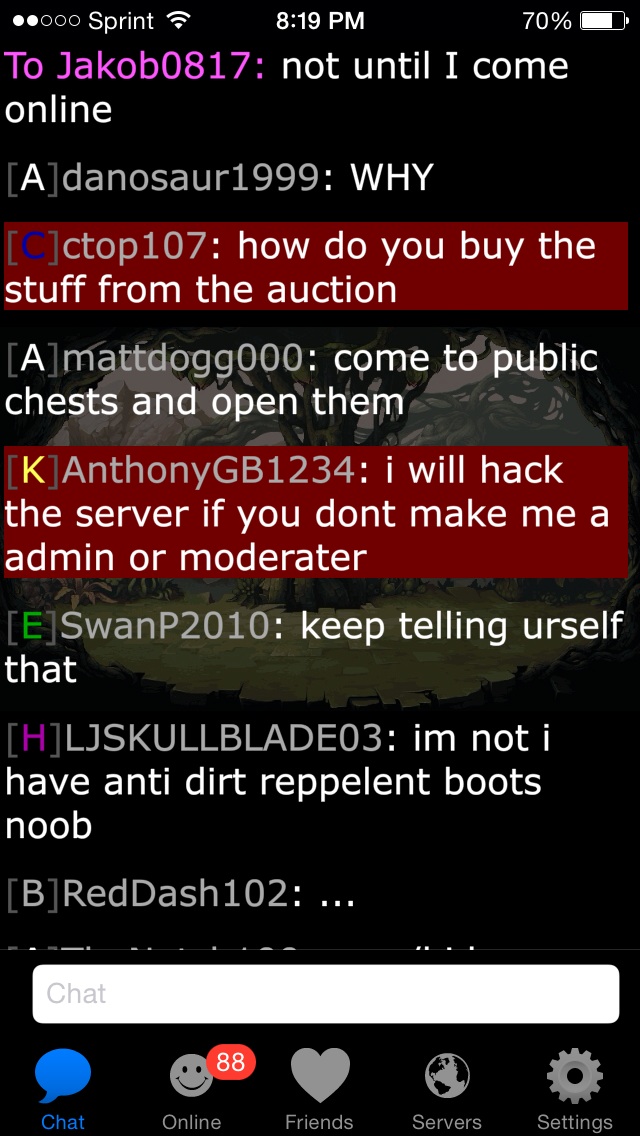 Sprint 8:19 PM 70%
To Jakob0817: not until I come
online
[A]danosaur1999: WHY
[C]ctop107: how do you buy the
stuff from the auction
[A]mattdogg000: come to public
chests and open them
[K]AnthonyGB1234: i will hack
the server if you dont make me a
admin or moderater
[E]SwanP2010: keep telling urself
that
[H]LJSKULLBLADE03: im not i
have anti dirt reppelent boots
noob
[B]RedDash102: ...
Chat
88
Chat Online Friends Servers Settings